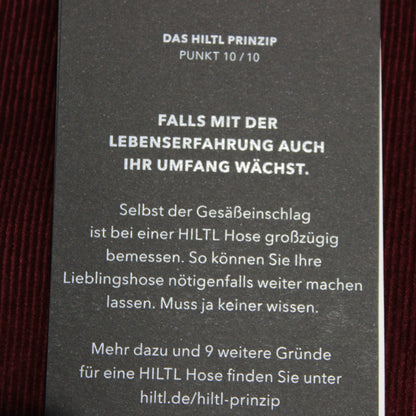 DAS HILTL PRINZIP
PUNKT 10 / 10
FALLS MIT DER
LEBENSERFAHRUNG AUCH
IHR UMFANG WÄCHST.
Selbst der Gesäßeinschlag
ist bei einer HILTL Hose großzügig
bemessen. So können Sie Ihre
Lieblingshose nötigenfalls weiter machen
lassen. Muss ja keiner wissen.
Mehr dazu und 9 weitere Gründe
für eine HILTL Hose finden Sie unter
hiltl.de/hiltl-prinzip